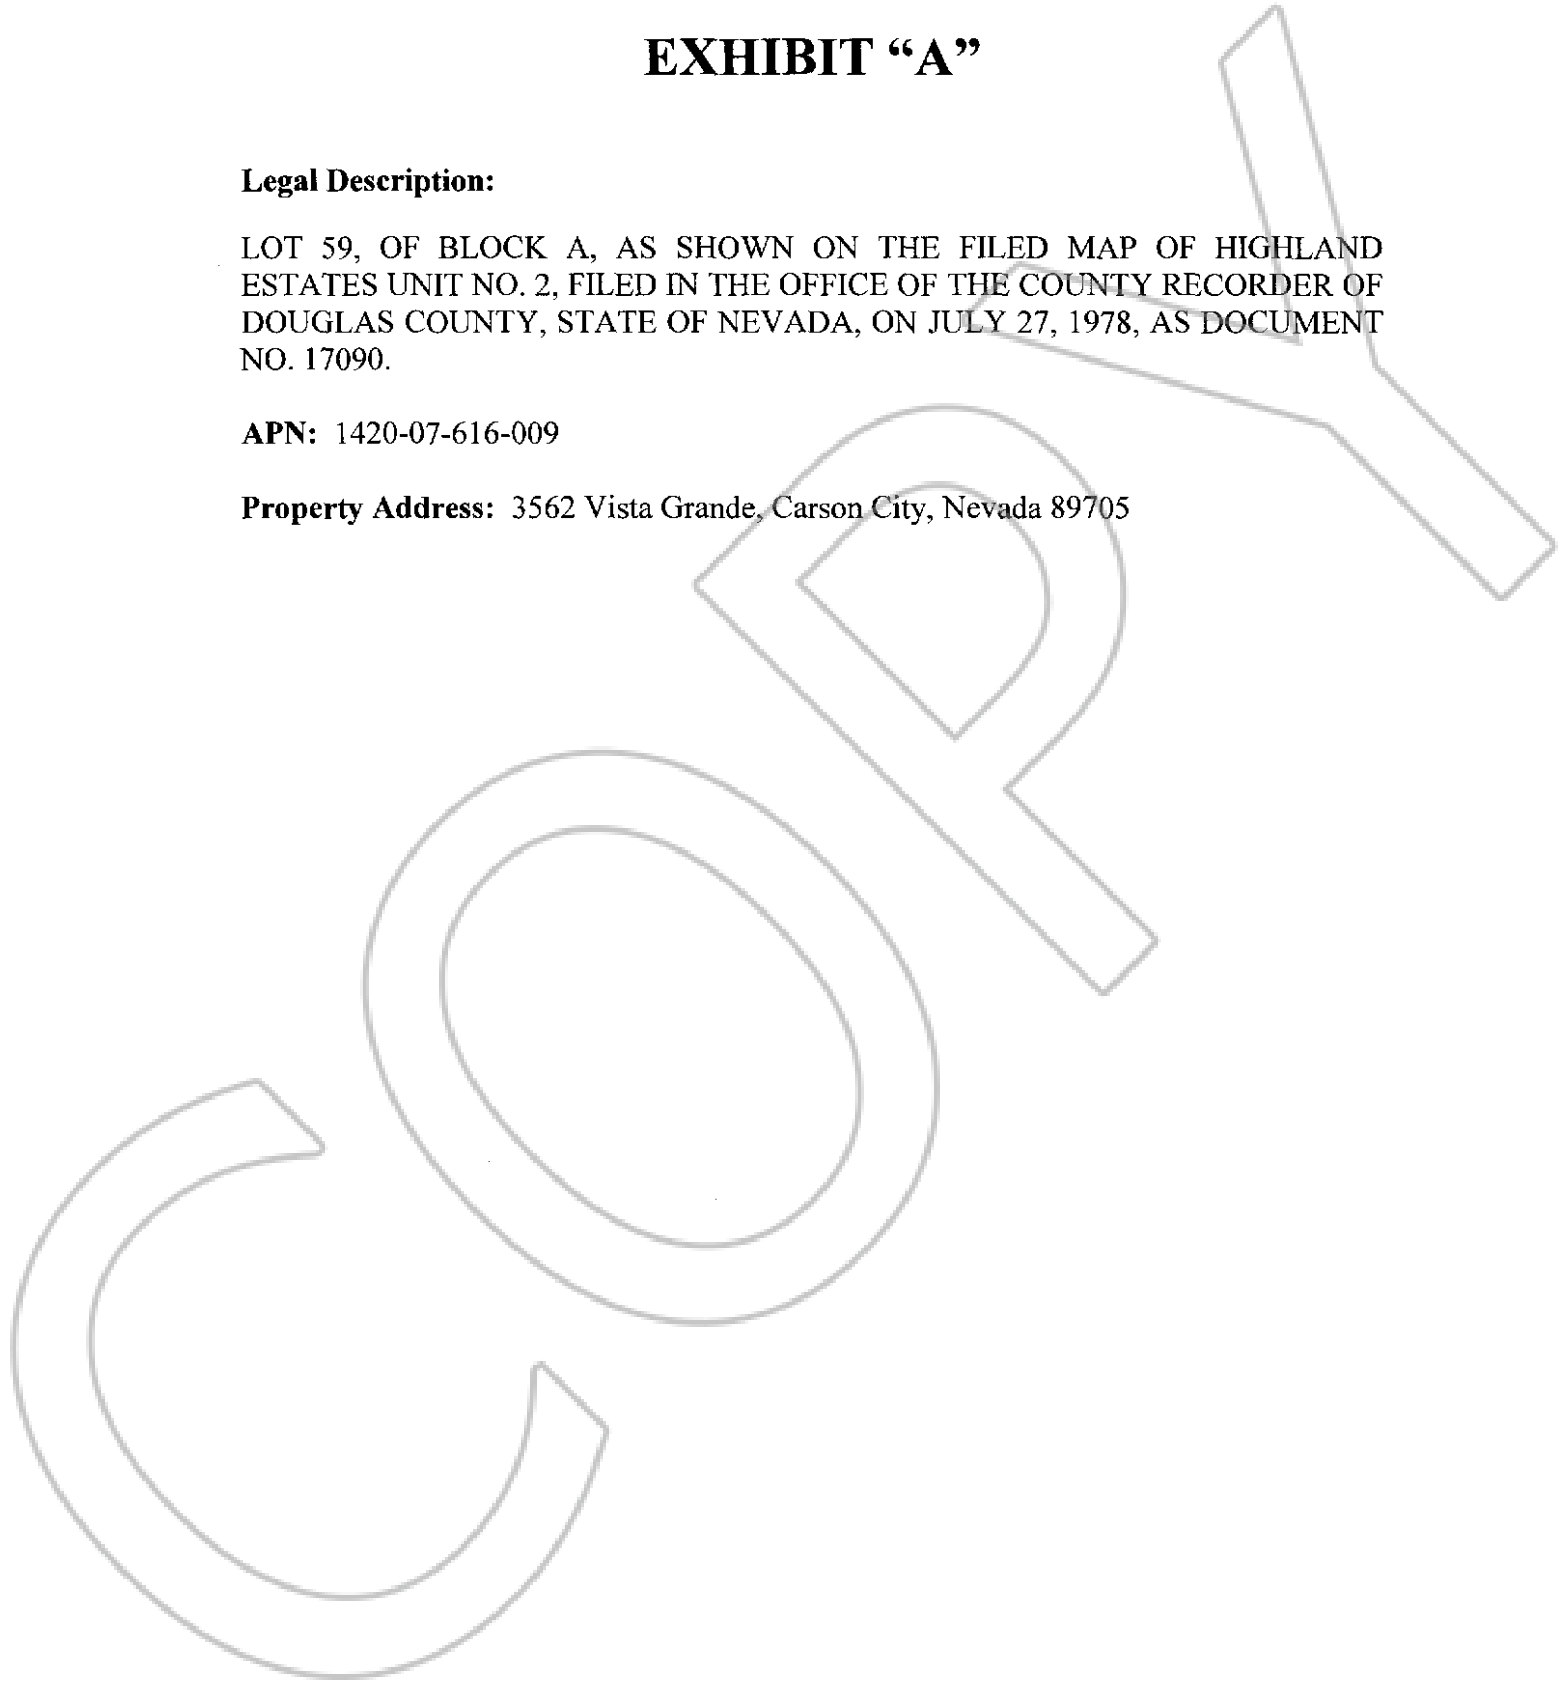 EXHIBIT “A”
Legal Description:
LOT 59, OF BLOCK A, AS SHOWN ON THE FILED MAP OF HIGHLAND
ESTATES UNIT NO. 2, FILED IN THE OFFICE OF THE COUNTY RECORDER OF
DOUGLAS COUNTY, STATE OF NEVADA, ON JULY 27, 1978, AS DOCUMENT
NO. 17090.
APN: 1420-07-616-009
Property Address: 3562 Vista Grande, Carson City, Nevada 89705
COPY